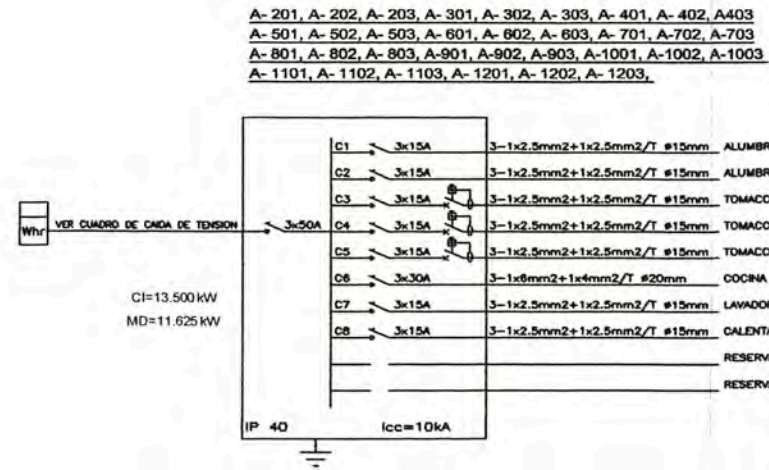 A- 201, A- 202, A- 203, A- 301, A- 302, A- 303, A- 401, A- 402, A403
A- 501, A- 502, A- 503, A- 601, A- 602, A- 603, A- 701, A-702, A-703
A- 801, A- 802, A- 803, A-901, A-902, A-903, A-1001, A-1002, A-1003
A- 1101, A- 1102, A- 1103, A- 1201, A- 1202, A- 1203,
C1 3x15A 3-1x2.5mm2+1x2.5mm2/T ø15mm ALUMBR
C2 3x15A 3-1x2.5mm2+1x2.5mm2/T ø15mm ALUMBR
C3 3x15A 3-1x2.5mm2+1x2.5mm2/T ø15mm TOMACO
Whr VER CUADRO DE CAIDA DE TENSION 3x50A C4 3x15A 3-1x2.5mm2+1x2.5mm2/T ø15mm TOMACO
C5 3x15A 3-1x2.5mm2+1x2.5mm2/T ø15mm TOMACO
C6 3x30A 3-1x6mm2+1x4mm2/T ø20mm COCINA
CI=13.500 kW
C7 3x15A 3-1x2.5mm2+1x2.5mm2/T ø15mm LAVADO
MD=11.625 kW
C8 3x15A 3-1x2.5mm2+1x2.5mm2/T ø15mm CALENTA
RESERV
RESERV
IP 40 Icc=10kA